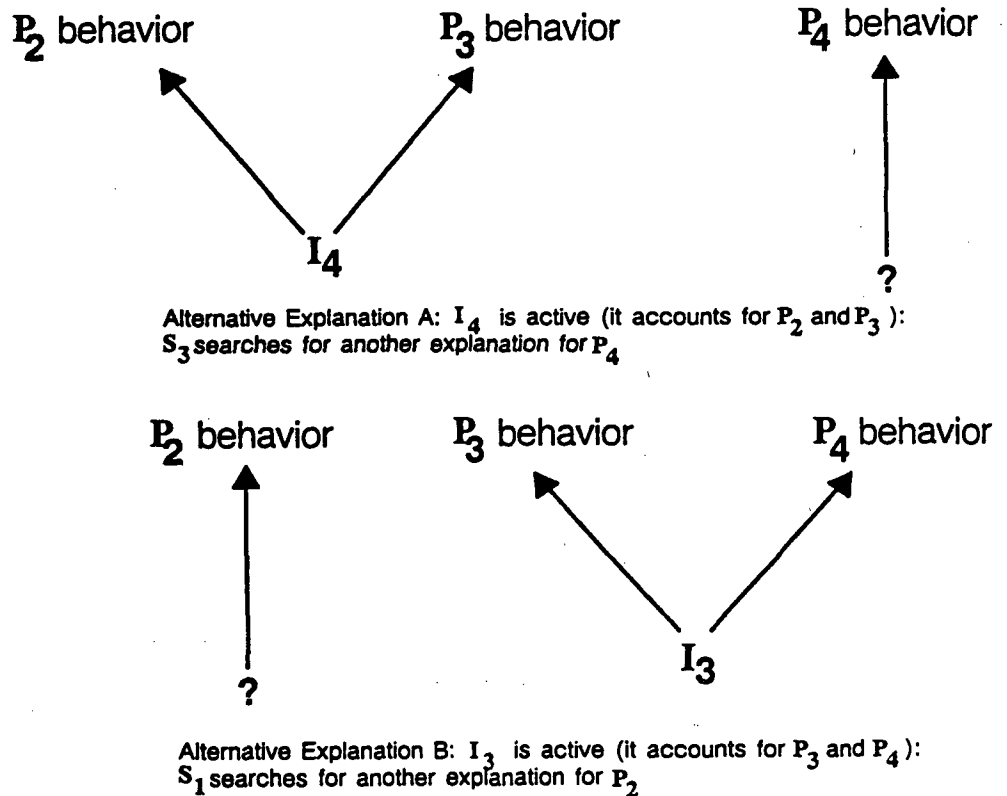 P2 behavior P3 behavior P4 behavior
I4
?
Alternative Explanation A: I4 is active (it accounts for P2 and P3 ):
S3 searches for another explanation for P4
P2 behavior P3 behavior P4 behavior
I3
?
Alternative Explanation B: I3 is active (it accounts for P3 and P4 ):
S1 searches for another explanation for P2